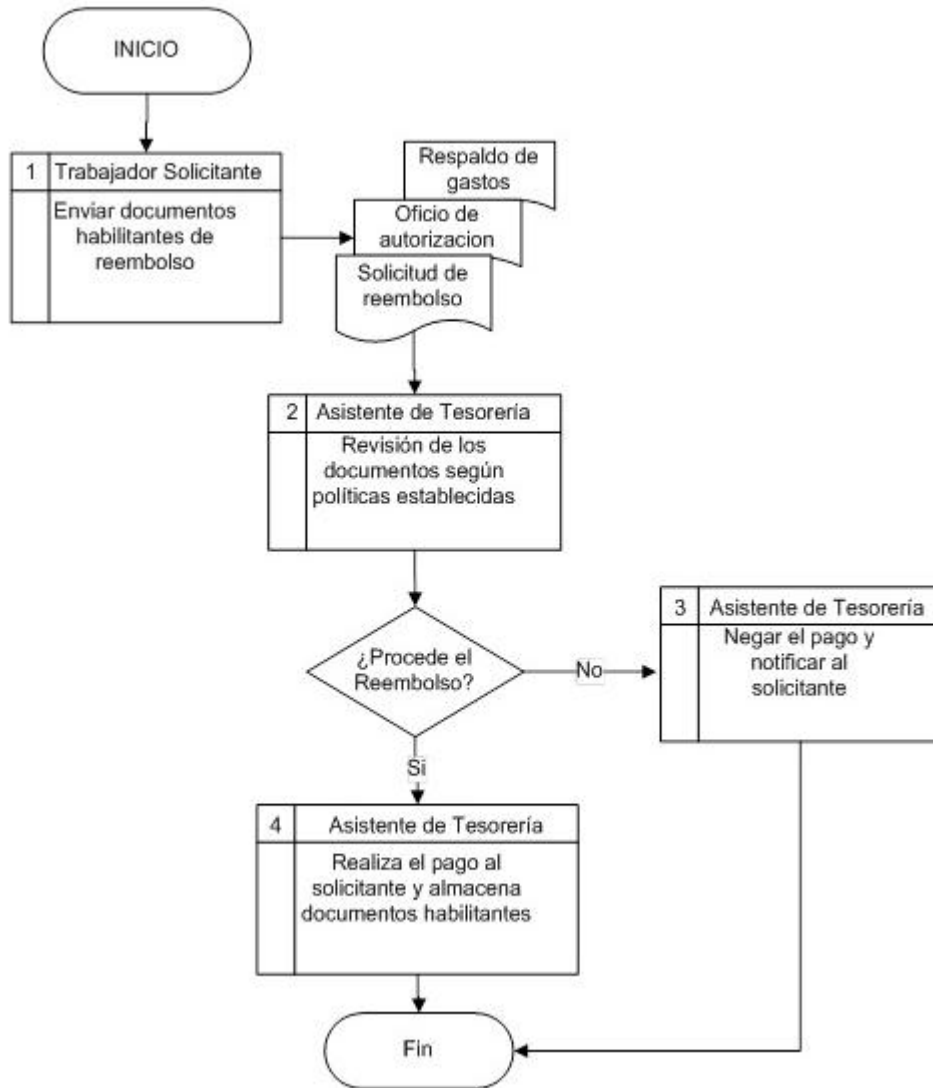 INICIO
1 Trabajador Solicitante
Enviar documentos
habilitantes de
reembolso
Respaldo de
gastos
Oficio de
autorizacion
Solicitud de
reembolso
2 Asistente de Tesorería
Revisión de los
documentos según
políticas establecidas
¿Procede el
Reembolso?
No
3 Asistente de Tesorería
Negar el pago y
notificar al
solicitante
Si
4 Asistente de Tesorería
Realiza el pago al
solicitante y almacena
documentos habilitantes
Fin